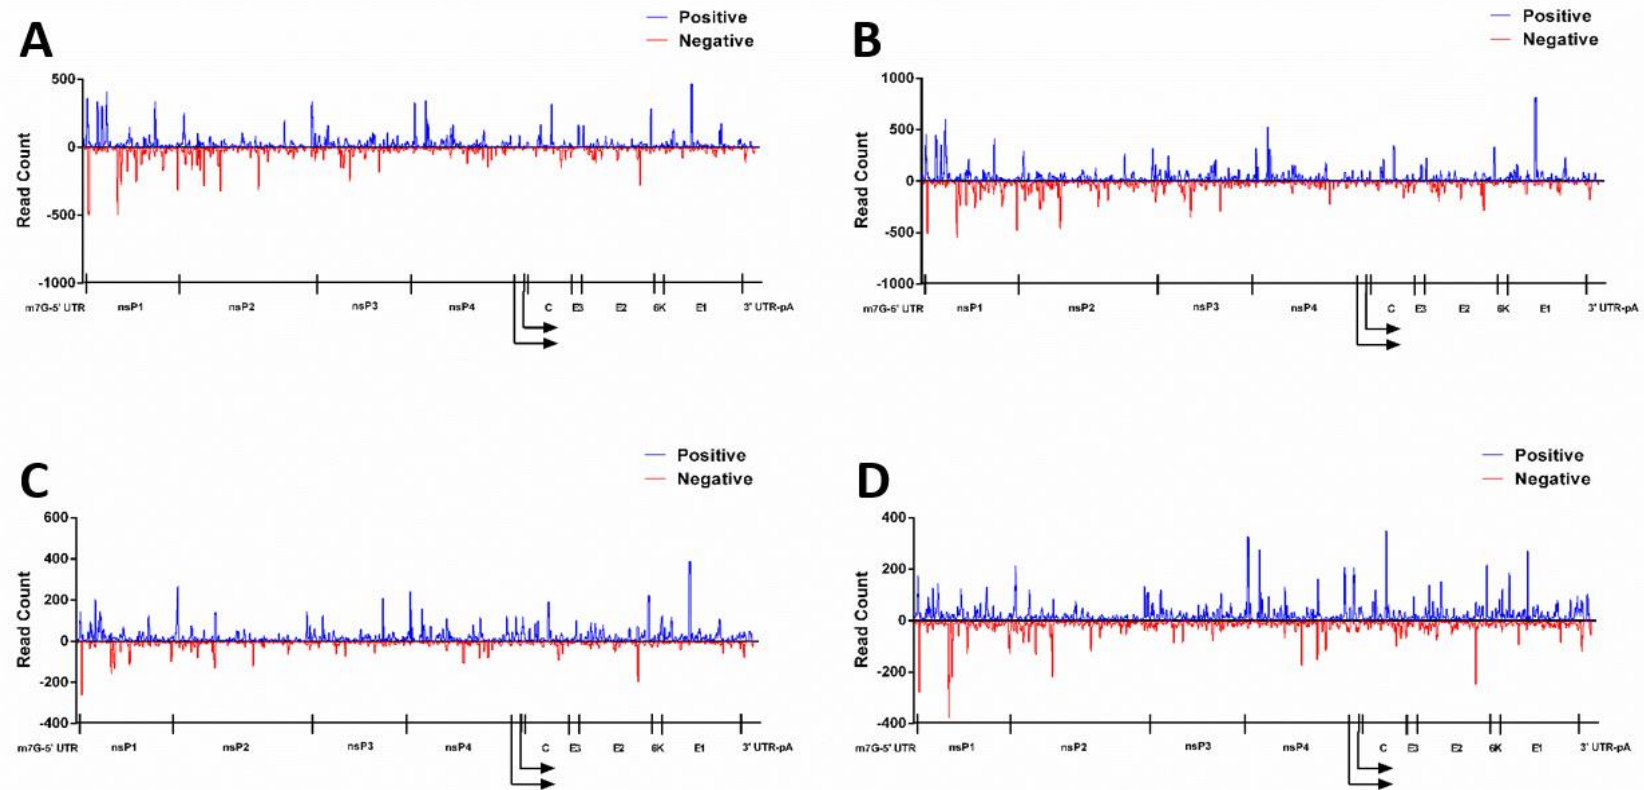 A
Positive
Negative
500
0
-500
-1000
Read Count
m7G-5' UTR nsP1 nsP2 nsP3 nsP4 C E3 E2 6K E1 3' UTR-pA
B
Positive
Negative
1000
500
0
-500
-1000
Read Count
m7G-5' UTR nsP1 nsP2 nsP3 nsP4 C E3 E2 6K E1 3' UTR-pA
C
Positive
Negative
600
400
200
0
-200
-400
Read Count
m7G-5' UTR nsP1 nsP2 nsP3 nsP4 C E3 E2 6K E1 3' UTR-pA
D
Positive
Negative
400
200
0
-200
-400
Read Count
m7G-5' UTR nsP1 nsP2 nsP3 nsP4 C E3 E2 6K E1 3' UTR-pA